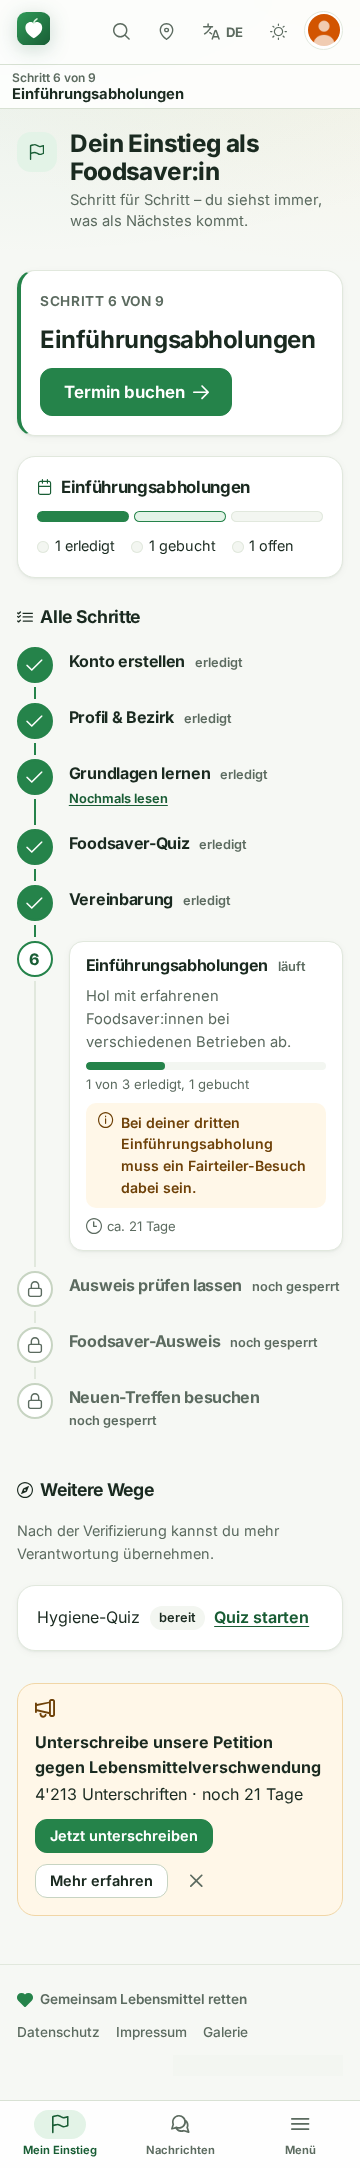 DE
Schritt 6 von 9
Einführungsabholungen
Dein Einstieg als
Foodsaver:in
Schritt für Schritt – du siehst immer,
was als Nächstes kommt.
SCHRITT 6 VON 9
Einführungsabholungen
Termin buchen
Einführungsabholungen
1 erledigt 1 gebucht 1 offen
Alle Schritte
Konto erstellen erledigt
Profil & Bezirk erledigt
Grundlagen lernen erledigt
Nochmals lesen
Foodsaver-Quiz erledigt
Vereinbarung erledigt
6 Einführungsabholungen läuft
Hol mit erfahrenen
Foodsaver:innen bei
verschiedenen Betrieben ab.
1 von 3 erledigt, 1 gebucht
Bei deiner dritten
Einführungsabholung
muss ein Fairteiler-Besuch
dabei sein.
ca. 21 Tage
Ausweis prüfen lassen noch gesperrt
Foodsaver-Ausweis noch gesperrt
Neuen-Treffen besuchen
noch gesperrt
Weitere Wege
Nach der Verifizierung kannst du mehr
Verantwortung übernehmen.
Hygiene-Quiz bereit Quiz starten
Unterschreibe unsere Petition
gegen Lebensmittelverschwendung
4'213 Unterschriften · noch 21 Tage
Jetzt unterschreiben
Mehr erfahren
Gemeinsam Lebensmittel retten
Datenschutz Impressum Galerie
Mein Einstieg Nachrichten Menü